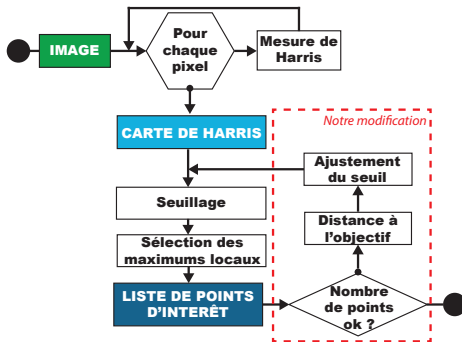 IMAGE
Pour
chaque
pixel
Mesure de
Harris
CARTE DE HARRIS
Notre modification
Ajustement
du seuil
Seuillage
Distance à
l'objectif
Sélection des
maximums locaux
LISTE DE POINTS
D'INTERÊT
Nombre
de points
ok ?